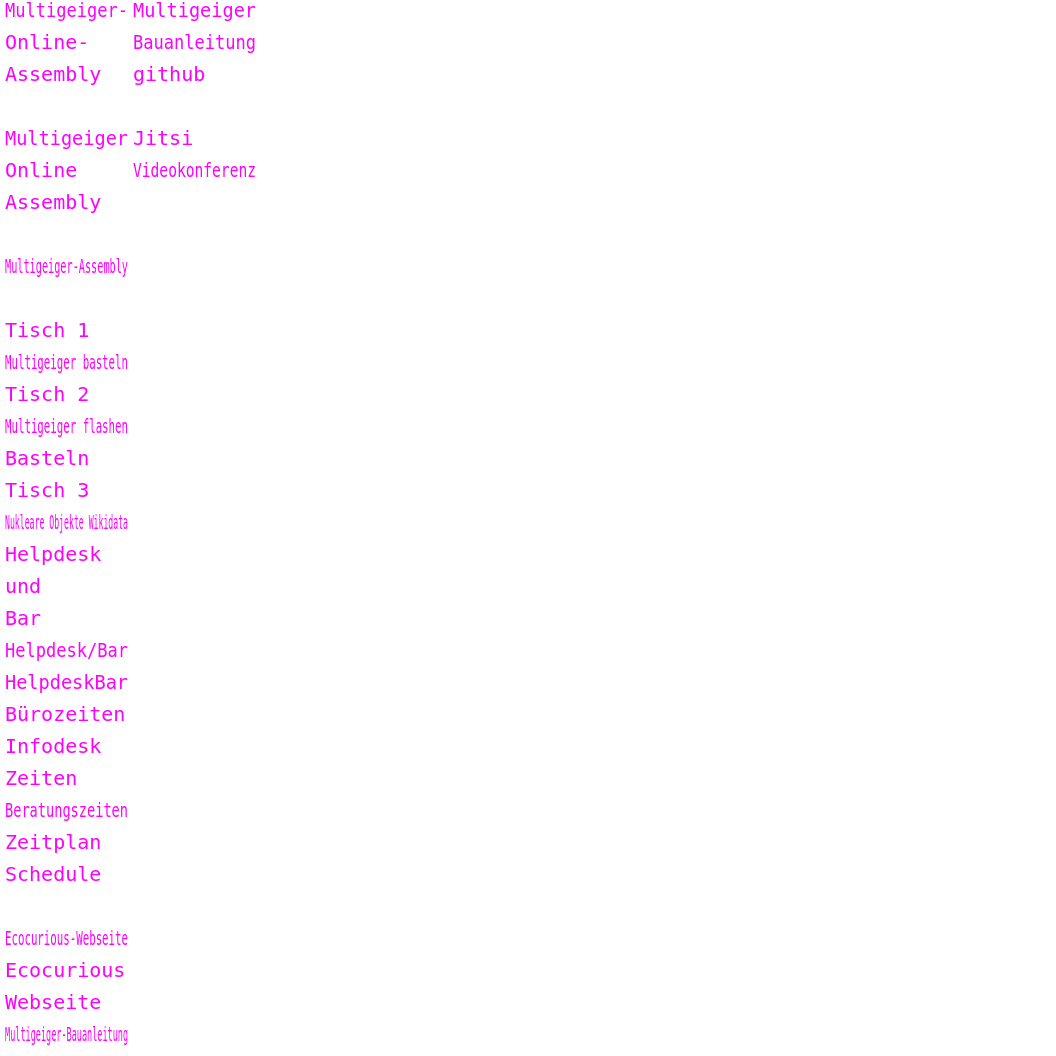 Multigeiger- Multigeiger
Online- Bauanleitung
Assembly github
Multigeiger Jitsi
Online Videokonferenz
Assembly
Multigeiger-Assembly
Tisch 1
Multigeiger basteln
Tisch 2
Multigeiger flashen
Basteln
Tisch 3
Nukleare Objekte Wikidata
Helpdesk
und
Bar
Helpdesk/Bar
HelpdeskBar
Bürozeiten
Infodesk
Zeiten
Beratungszeiten
Zeitplan
Schedule
Ecocurious-Webseite
Ecocurious
Webseite
Multigeiger-Bauanleitung